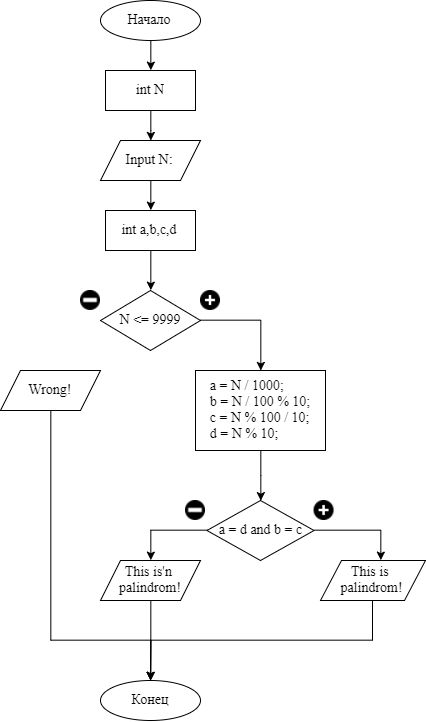 Начало
int N
Input N:
int a,b,c,d
N <= 9999
Wrong!
a = N / 1000;
b = N / 100 % 10;
c = N % 100 / 10;
d = N % 10;
a = d and b = c
This is'n
palindrom!
This is
palindrom!
Конец